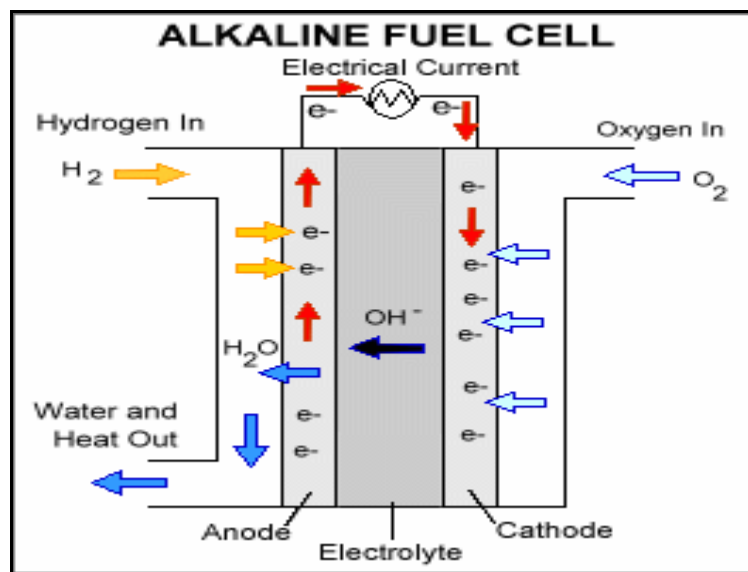 ALKALINE FUEL CELL
Electrical Current
e- e-
Hydrogen In
Oxygen In
H₂
O₂
e-
e-
e-
e-
e-
OH⁻
e-
H₂O
e-
Water and
Heat Out
e-
e-
e-
Anode
Cathode
Electrolyte